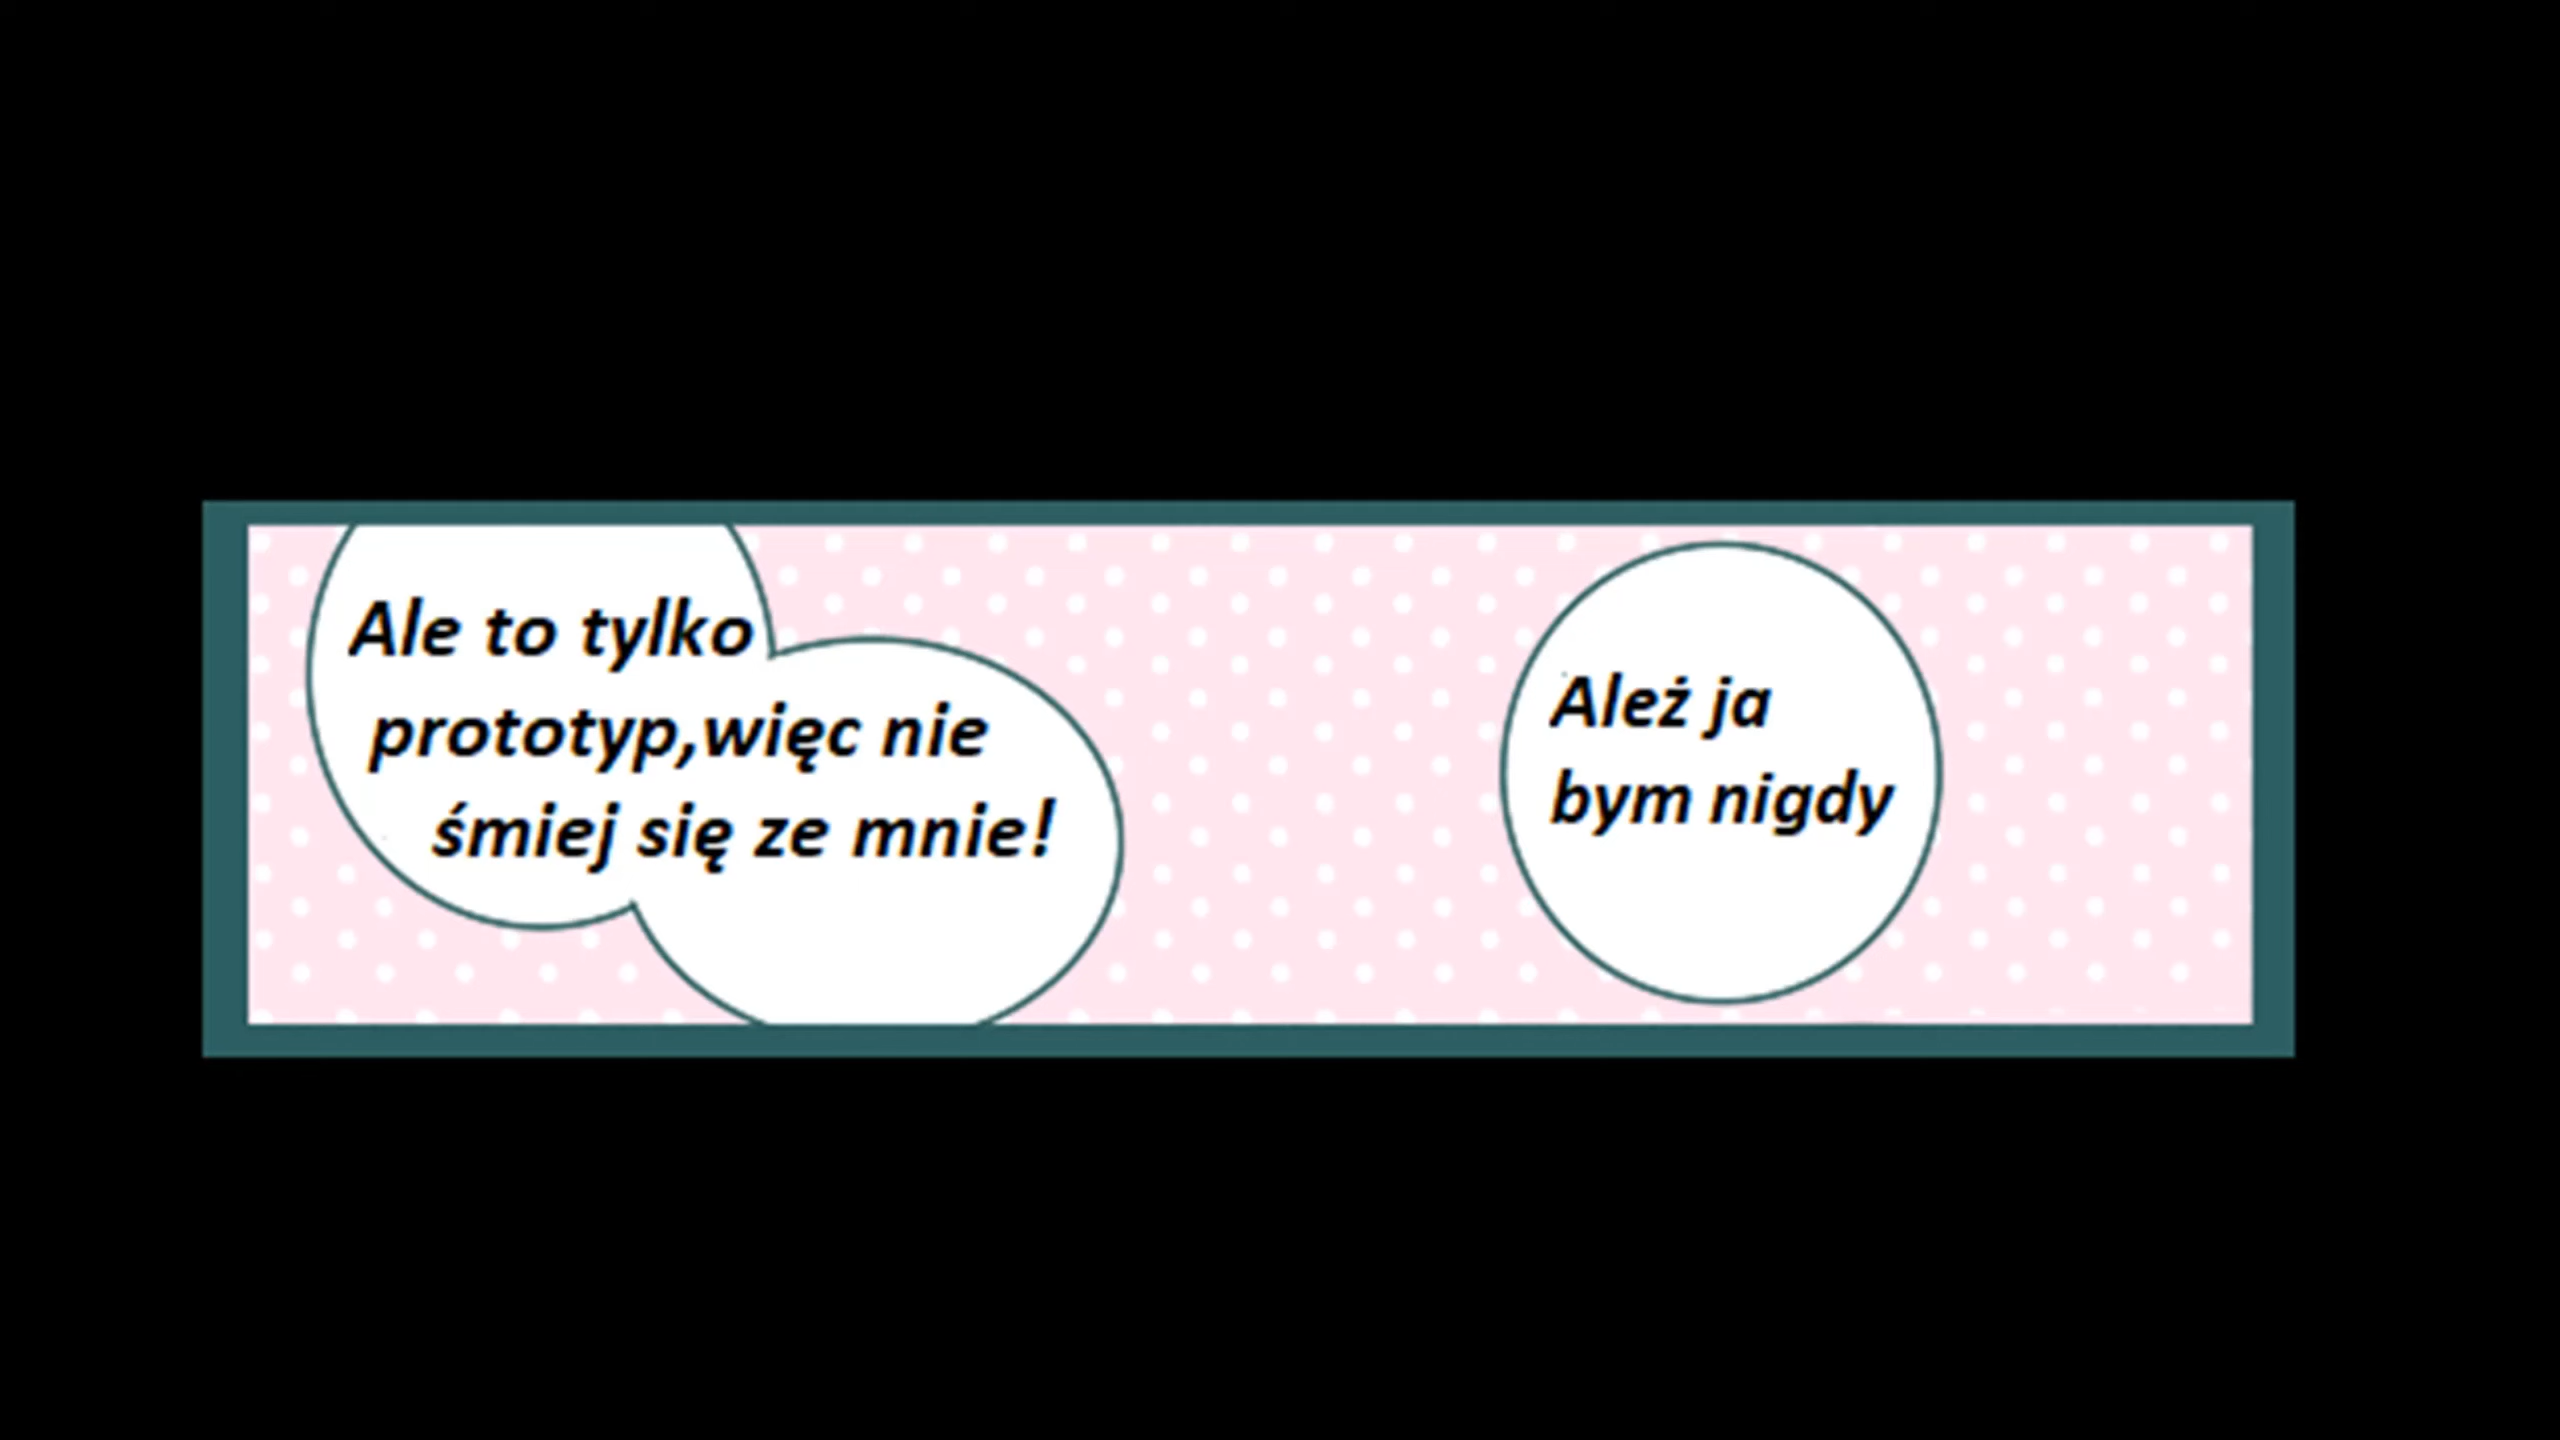 Ale to tylko
prototyp,więc nie
śmiej się ze mnie!
Ależ ja
bym nigdy